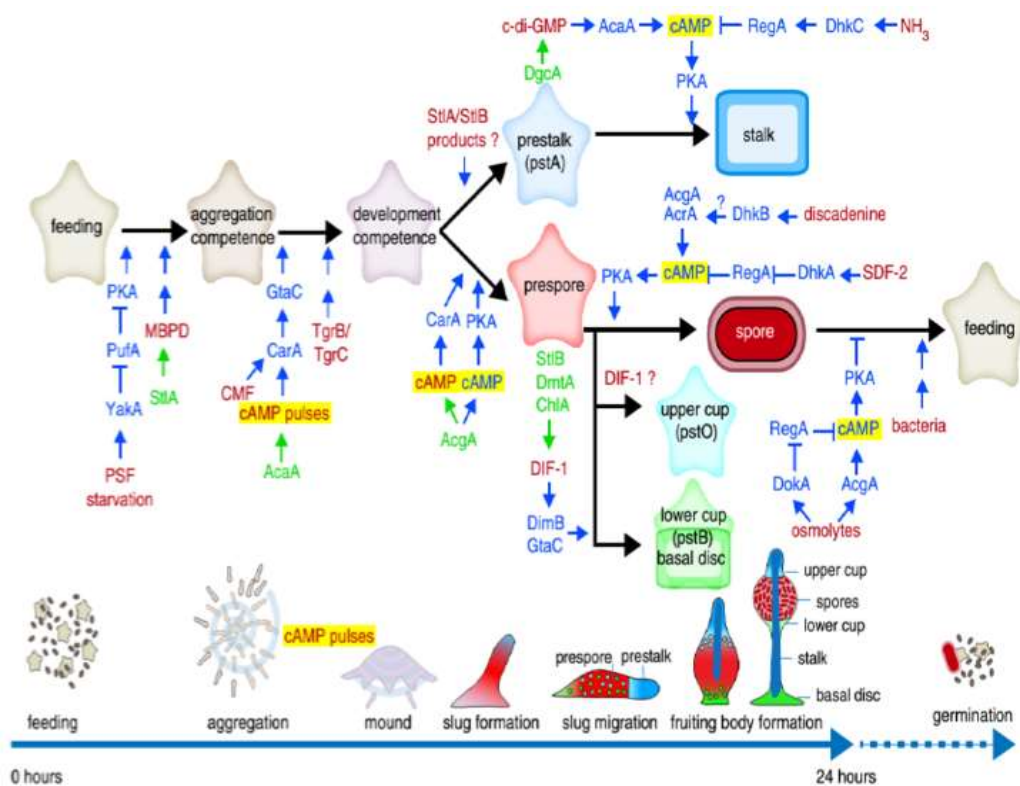 c-di-GMP AcaA cAMP RegA DhkC NH3
DgcA
PKA
StlA/StlB
products ?
prestalk
(pstA)
stalk
feeding
aggregation
competence
development
competence
AcgA
AcrA
?
DhkB
discadenine
PKA cAMP RegA DhkA SDF-2
prespore
spore
feeding
PKA
PufA
YakA
PSF
starvation
MBPD
StlA
GtaC
CarA
CMF
cAMP pulses
AcaA
TgrB/
TgrC
CarA PKA
cAMP cAMP
AcgA
StlB
DmtA
ChlA
DIF-1
DimB
GtaC
DIF-1 ?
upper cup
(pstO)
lower cup
(pstB)
basal disc
PKA
RegA cAMP
bacteria
DokA AcgA
osmolytes
cAMP pulses
prespore prestalk
upper cup
spores
lower cup
stalk
basal disc
feeding
aggregation
mound
slug formation
slug migration
fruiting body formation
germination
0 hours
24 hours